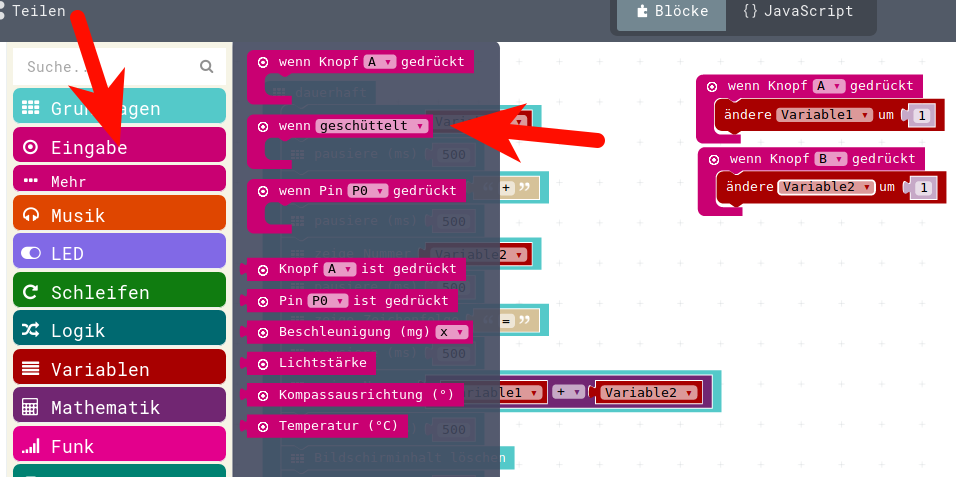 Teilen
Blöcke
{} JavaScript
Suche...
Grundlagen
Eingabe
Mehr
Musik
LED
Schleifen
Logik
Variablen
Mathematik
Funk
wenn Knopf A gedrückt
dauerhaft
wenn geschüttelt
pausiere (ms) 500
wenn Pin P0 gedrückt
+ ”
pausiere (ms) 500
Variable2
Knopf A ist gedrückt
500
Pin P0 ist gedrückt
= ”
Beschleunigung (mg) x
500
Lichtstärke
Kompassausrichtung (°)
Variable1 + Variable2
Temperatur (°C)
500
Bildschirminhalt löschen
wenn Knopf A gedrückt
ändere Variable1 um 1
wenn Knopf B gedrückt
ändere Variable2 um 1